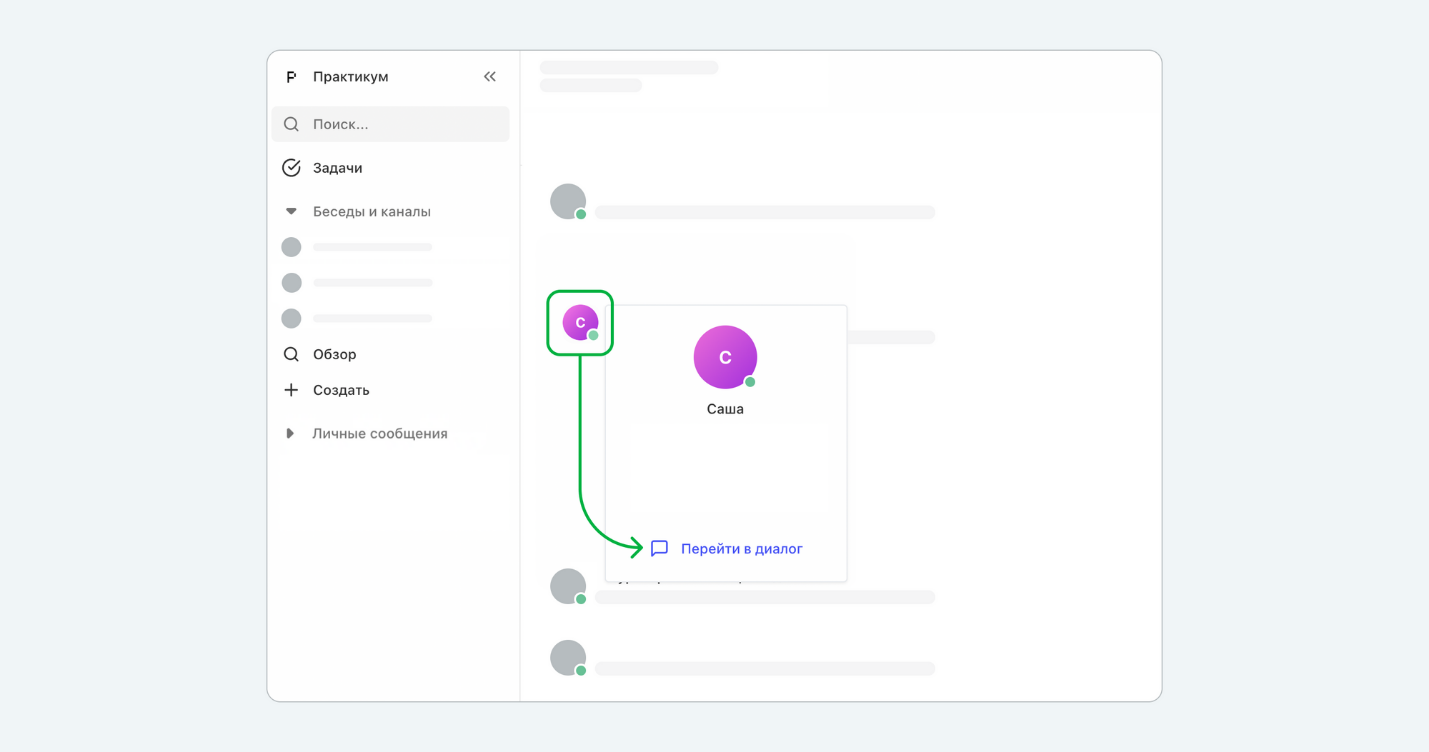 Практикум
Поиск...
Задачи
Беседы и каналы
Обзор
Создать
Личные сообщения
С
С
Саша
Перейти в диалог